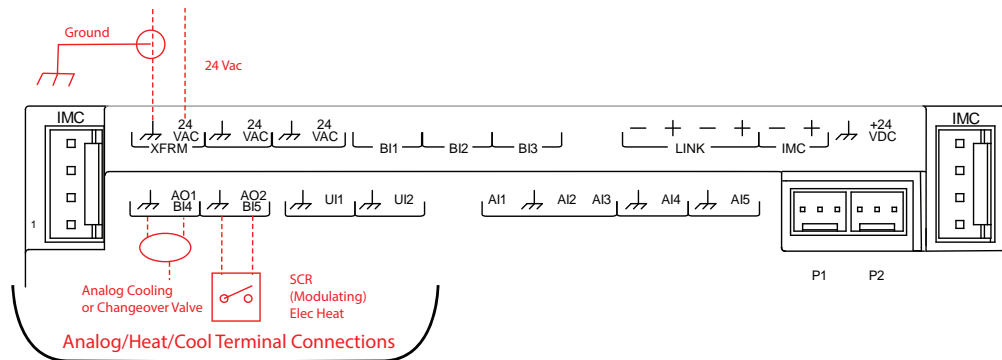 Ground
24 Vac
IMC
24 VAC
XFRM
24 VAC
24 VAC
BI1
BI2
BI3
− + − +
LINK
− +
IMC
+24 VDC
IMC
1
AO1 BI4
AO2 BI5
UI1
UI2
AI1
AI2
AI3
AI4
AI5
P1
P2
Analog Cooling
or Changeover Valve
SCR
(Modulating)
Elec Heat
Analog/Heat/Cool Terminal Connections